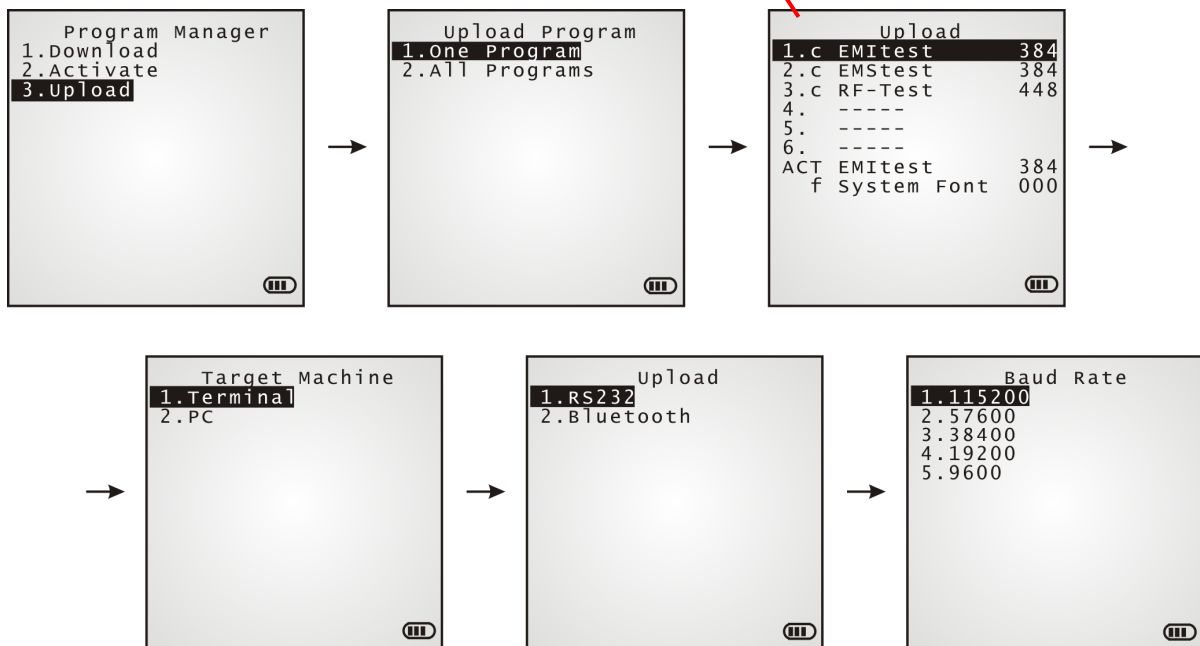 Program Manager
1.Download
2.Activate
3.Upload
Upload Program
1.One Program
2.All Programs
Upload
1.c EMItest 384
2.c EMStest 384
3.c RF-Test 448
4. -----
5. -----
6. -----
ACT EMItest 384
f System Font 000
Target Machine
1.Terminal
2.PC
Upload
1.RS232
2.Bluetooth
Baud Rate
1.115200
2.57600
3.38400
4.19200
5.9600